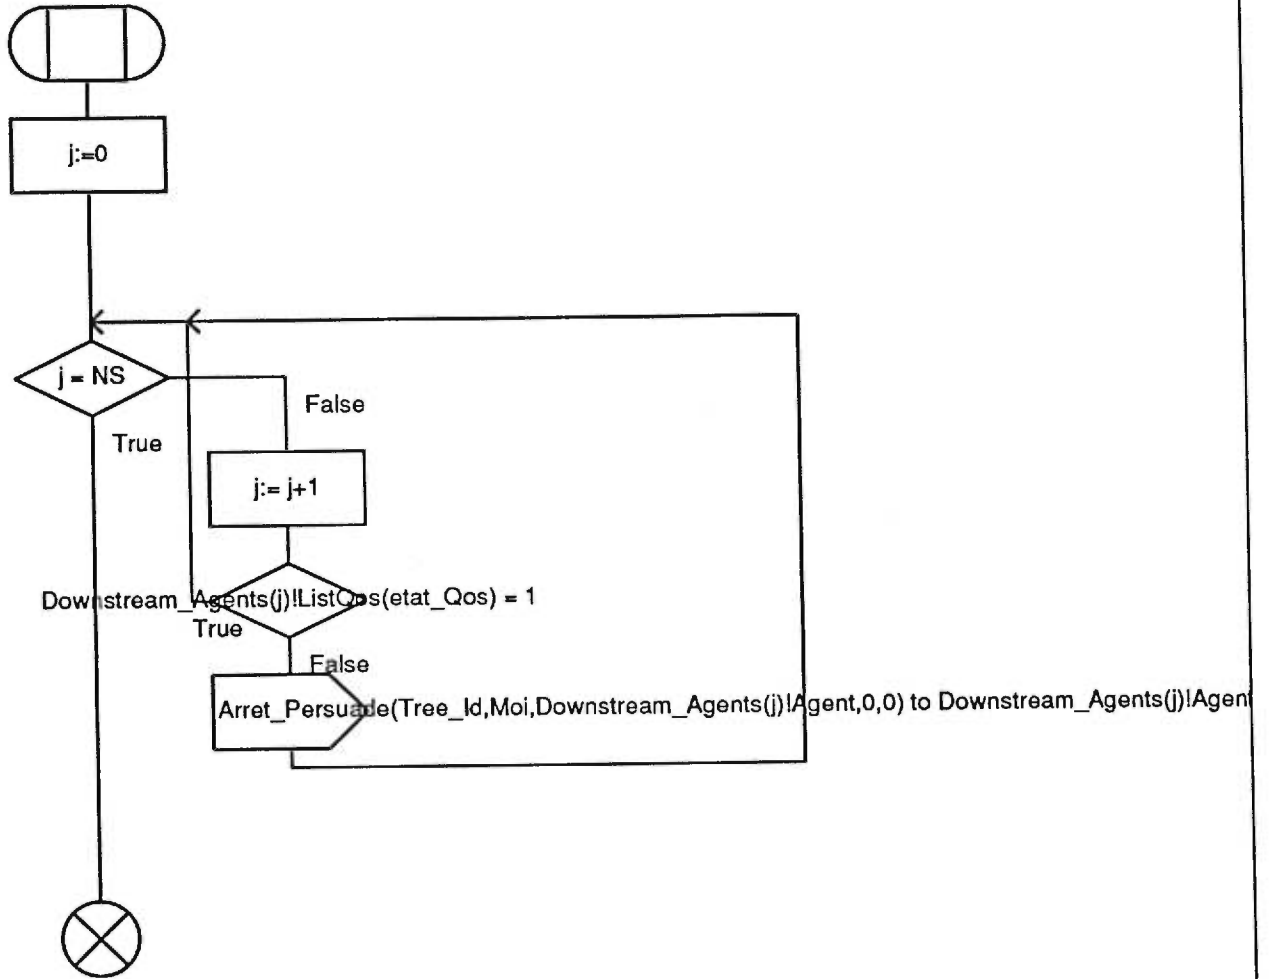 j:=0
j = NS
False
True
j:= j+1
Downstream_Agents(j)!ListQos(etat_Qos) = 1
True
False
Arret_Persuade(Tree_Id,Moi,Downstream_Agents(j)!Agent,0,0) to Downstream_Agents(j)!Agent